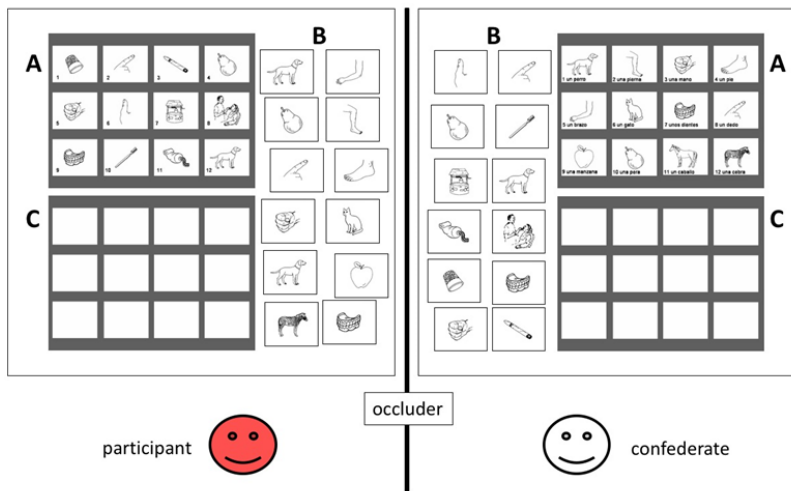 B
A
1
2
3
4
5
6
7
8
9
10
11
12
C
B
A
1 un perro
2 una pierna
3 una mano
4 un pie
5 un brazo
6 un gato
7 unos dientes
8 un dedo
9 una manzana
10 una pera
11 un caballo
12 una cebra
C
occluder
participant
confederate